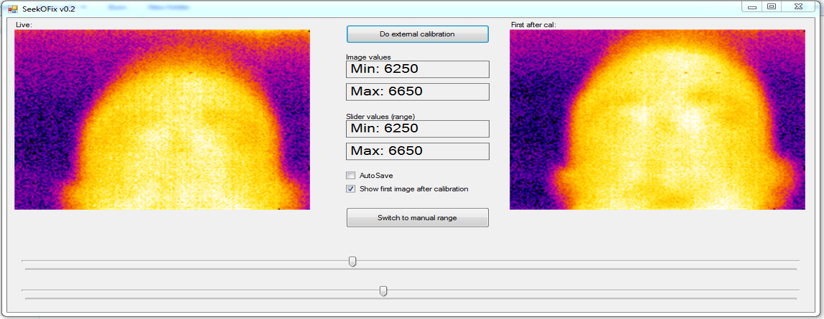 SeekOFix v0.2
Live:
Do external calibration
First after cal:
Image values
Min: 6250
Max: 6650
Slider values (range)
Min: 6250
Max: 6650
AutoSave
Show first image after calibration
Switch to manual range